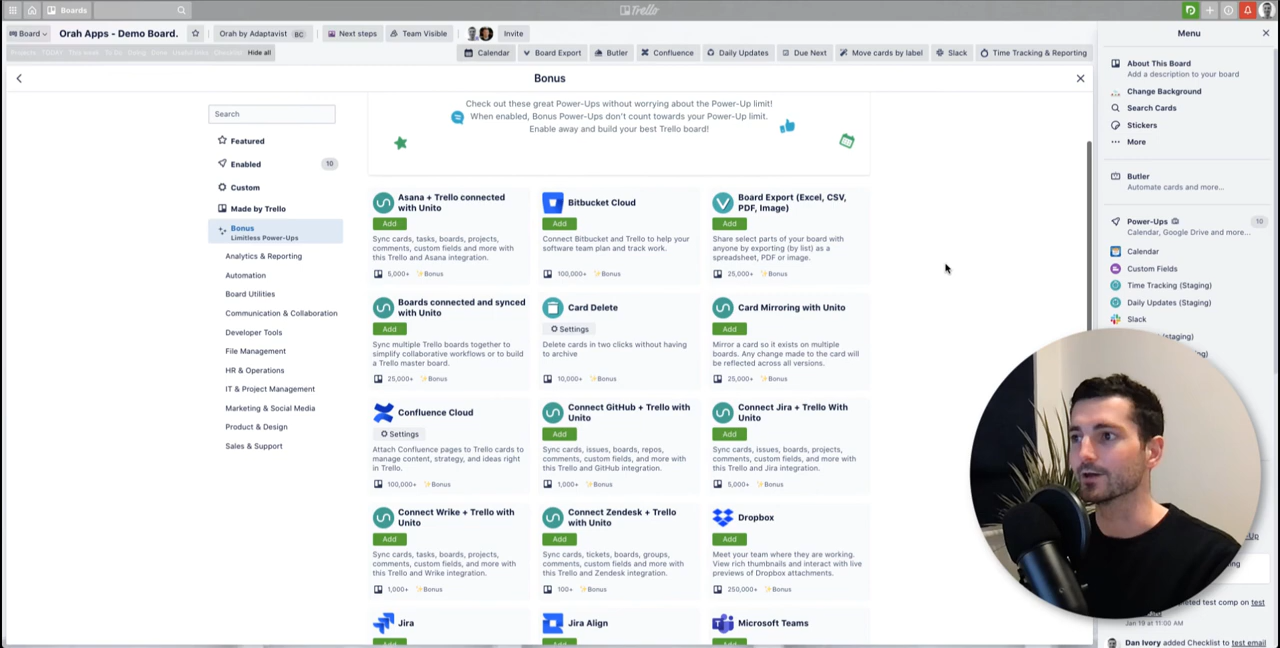 Boards
Trello
Board
Orah Apps - Demo Board.
Orah by Adaptavist BC
Next steps
Team Visible
Invite
Hide all
Calendar
Board Export
Butler
Confluence
Daily Updates
Due Next
Move cards by label
Slack
Time Tracking & Reporting
Bonus
Search
Featured
Enabled 10
Custom
Made by Trello
Bonus
Limitless Power-Ups
Analytics & Reporting
Automation
Board Utilities
Communication & Collaboration
Developer Tools
File Management
HR & Operations
IT & Project Management
Marketing & Social Media
Product & Design
Sales & Support
Check out these great Power-Ups without worrying about the Power-Up limit!
When enabled, Bonus Power-Ups don't count towards your Power-Up limit.
Enable away and build your best Trello board!
Asana + Trello connected
with Unito
Add
Sync cards, tasks, boards, projects,
comments, custom fields and more with
this Trello and Asana integration.
5,000+ Bonus
Bitbucket Cloud
Add
Connect Bitbucket and Trello to help your
software team plan and track work.
100,000+ Bonus
Board Export (Excel, CSV,
PDF, Image)
Add
Share select parts of your board with
anyone by exporting (by list) as a
spreadsheet, PDF or image.
25,000+ Bonus
Boards connected and synced
with Unito
Add
Sync multiple Trello boards together to
simplify collaborative workflows or to build
a Trello master board.
25,000+ Bonus
Card Delete
Settings
Delete cards in two clicks without having
to archive
10,000+ Bonus
Card Mirroring with Unito
Add
Mirror a card so it exists on multiple
boards. Any change made to the card will
be reflected across all versions.
25,000+ Bonus
Confluence Cloud
Settings
Attach Confluence pages to Trello cards to
manage content, strategy, and ideas right
in Trello.
100,000+ Bonus
Connect GitHub + Trello with
Unito
Add
Sync cards, issues, boards, repos,
comments, custom fields, and more with
this Trello and GitHub integration.
1,000+ Bonus
Connect Jira + Trello With
Unito
Add
Sync cards, issues, boards, projects,
comments, custom fields, and more with
this Trello and Jira integration.
5,000+ Bonus
Connect Wrike + Trello with
Unito
Add
Sync cards, tasks, boards, projects,
comments, custom fields, and more with
this Trello and Wrike integration.
1,000+ Bonus
Connect Zendesk + Trello
with Unito
Add
Sync cards, tickets, boards, groups,
comments, custom fields, and more with
this Trello and Zendesk integration.
100+ Bonus
Dropbox
Add
Meet your team where they are working.
View rich thumbnails and interact with live
previews of Dropbox attachments.
250,000+ Bonus
Jira
Add
Jira Align
Add
Microsoft Teams
Add
Menu
About This Board
Add a description to your board
Change Background
Search Cards
Stickers
More
Butler
Automate cards and more...
Power-Ups 10
Calendar, Google Drive and more...
Calendar
Custom Fields
Time Tracking (Staging)
Daily Updates (Staging)
Slack
test comp on test
Jan 19 at 11:00 AM
Dan Ivory added Checklist to test email